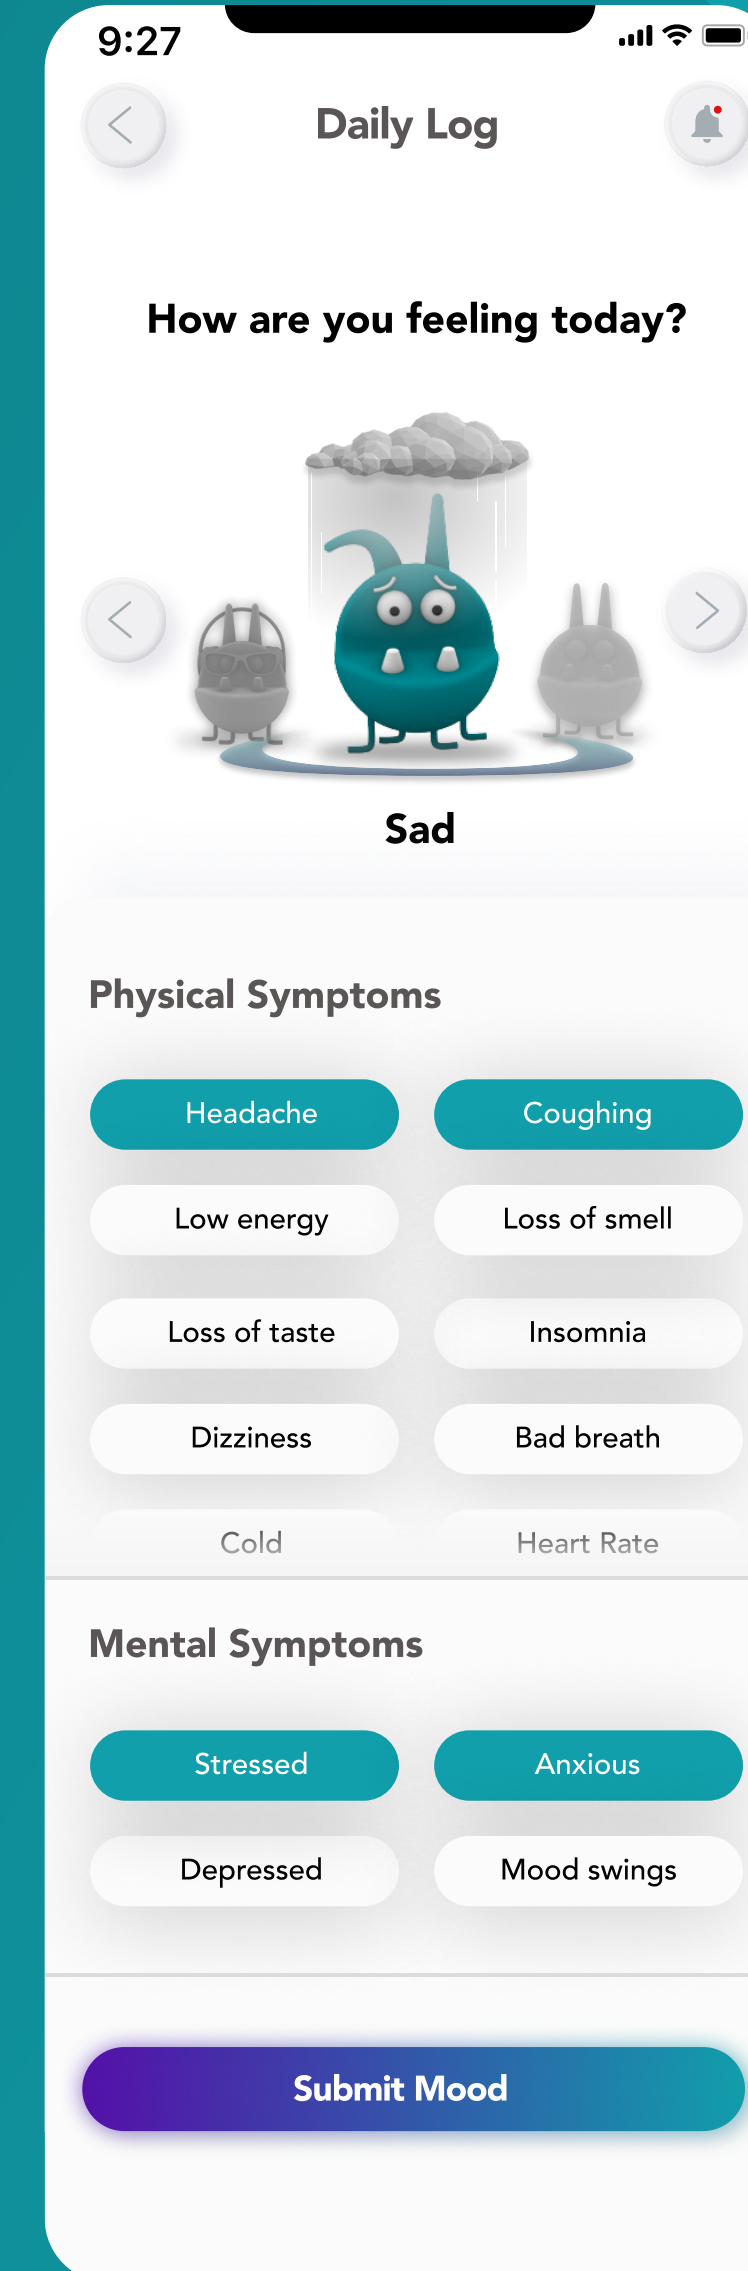 9:27
Daily Log
How are you feeling today?
Sad
Physical Symptoms
Headache
Coughing
Low energy
Loss of smell
Loss of taste
Insomnia
Dizziness
Bad breath
Cold
Heart Rate
Mental Symptoms
Stressed
Anxious
Depressed
Mood swings
Submit Mood